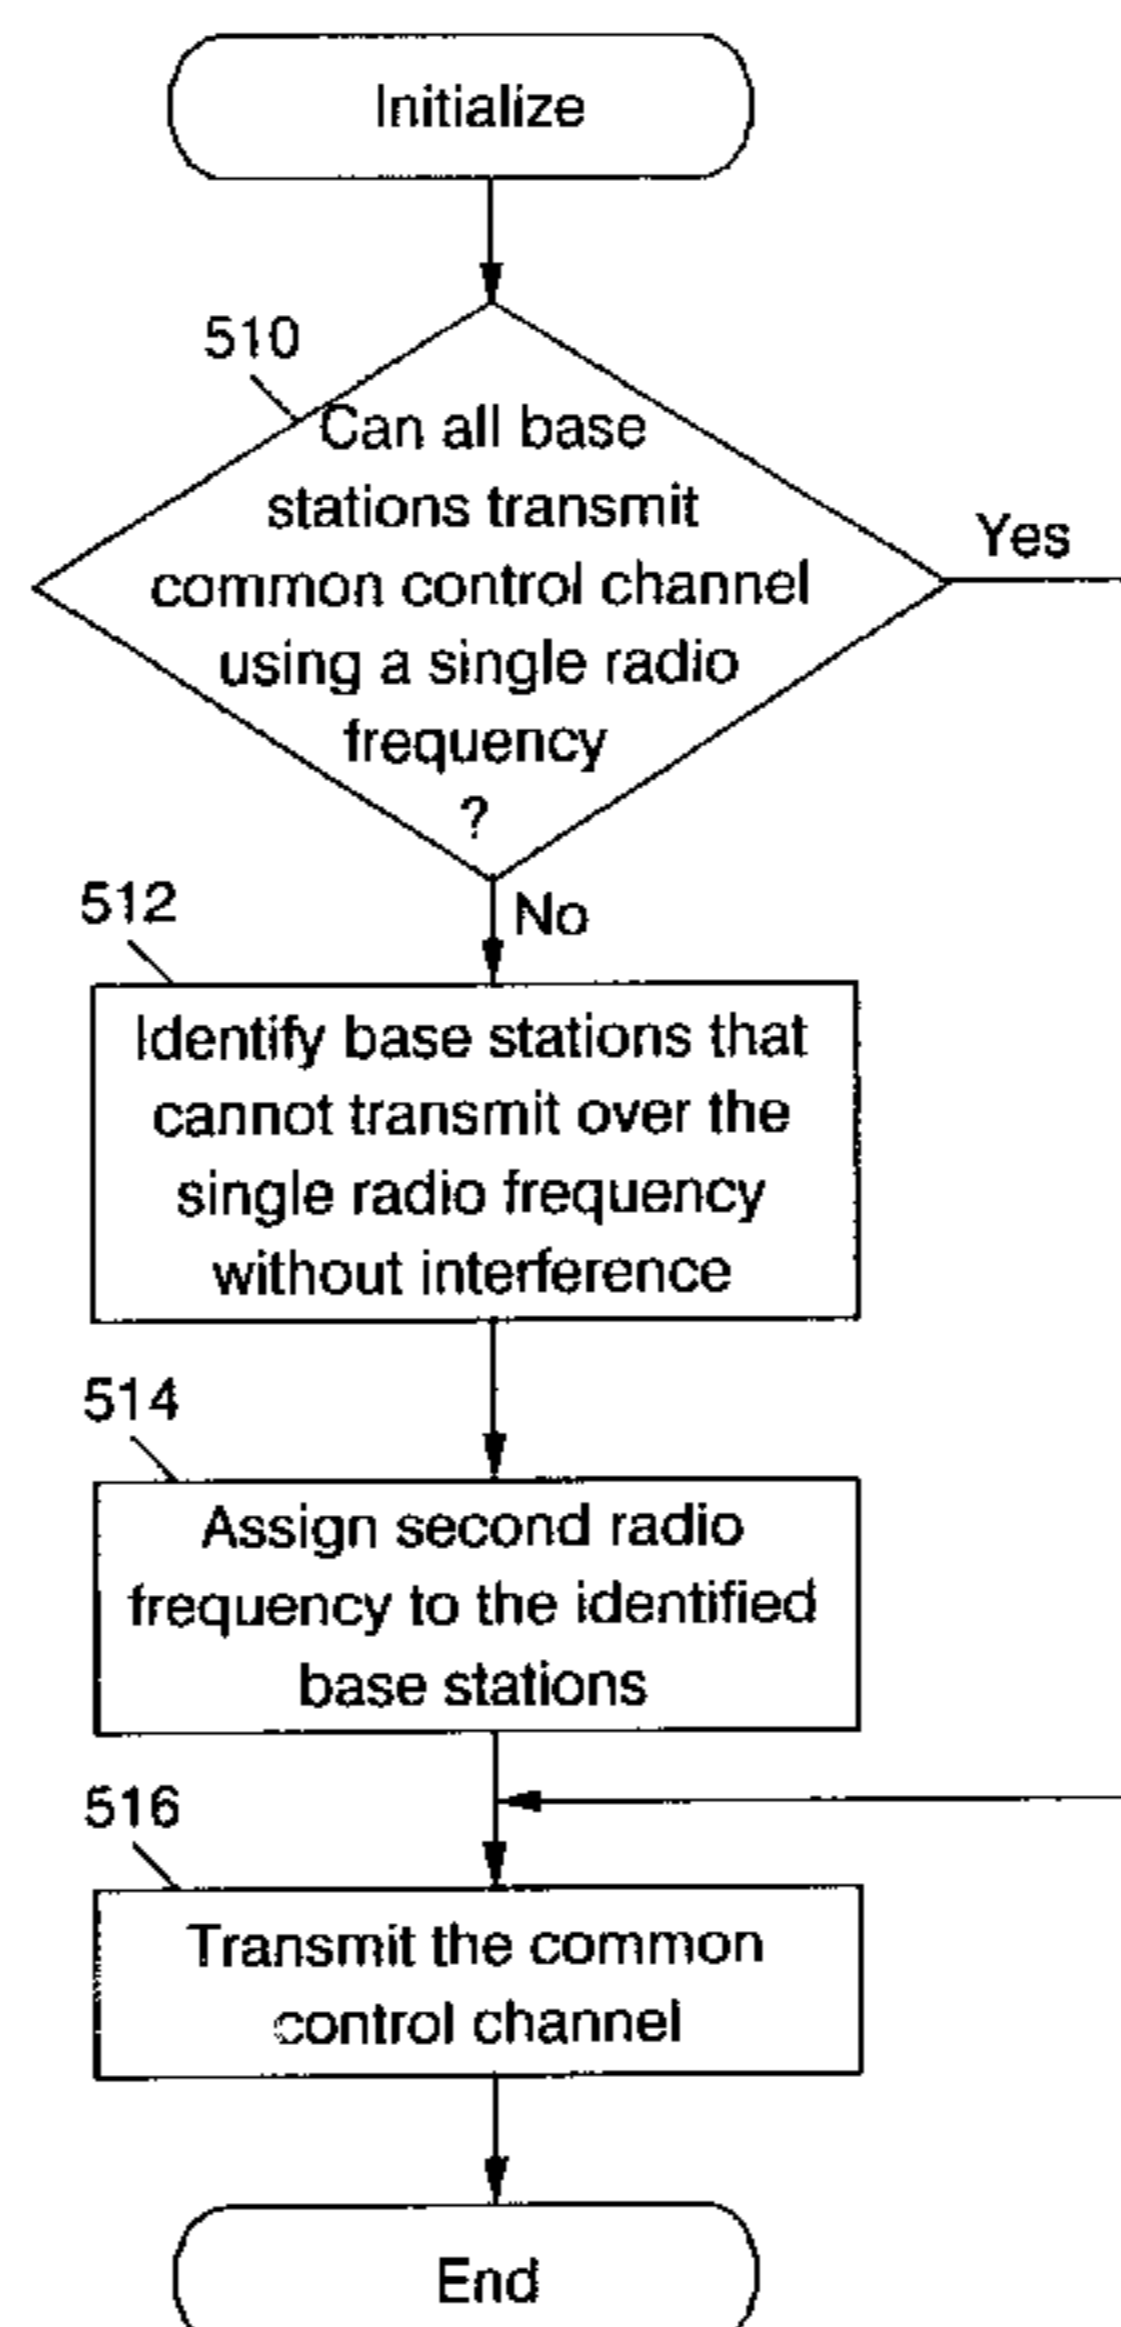 Initialize
510
Can all base
stations transmit
common control channel
using a single radio
frequency
?
Yes
No
512
Identify base stations that
cannot transmit over the
single radio frequency
without interference
514
Assign second radio
frequency to the identified
base stations
516
Transmit the common
control channel
End